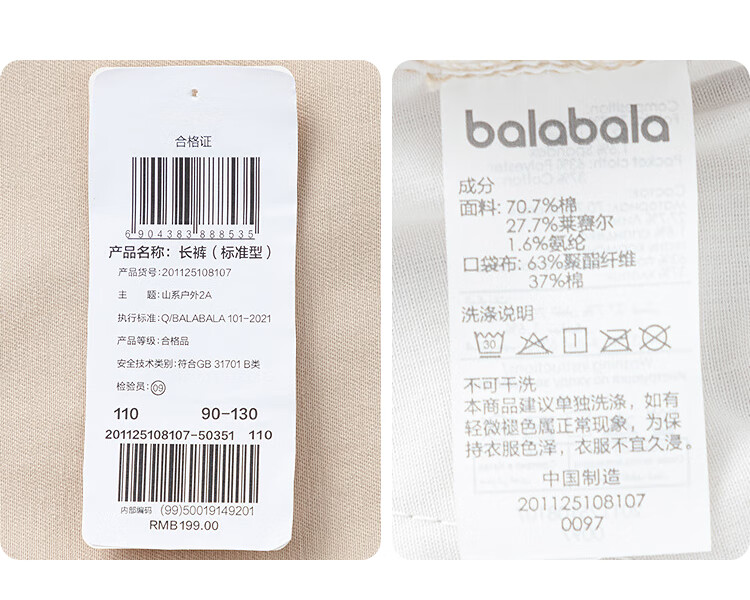 合格证
6904383888535
产品名称: 长裤(标准型)
产品货号:201125108107
主 题:山系户外2A
执行标准:Q/BALABALA 101-2021
产品等级:合格品
安全技术类别:符合GB 31701 B类
检验员:09
110 90-130
201125108107-50351 110
内部编码 (99)50019149201
RMB199.00
balabala
成分
面料: 70.7%棉
27.7%莱赛尔
1.6%氨纶
口袋布: 63%聚酯纤维
37%棉
洗涤说明
30
不可干洗
本商品建议单独洗涤，如有
轻微褪色属正常现象，为保
持衣服色泽，衣服不宜久浸。
中国制造
201125108107
0097